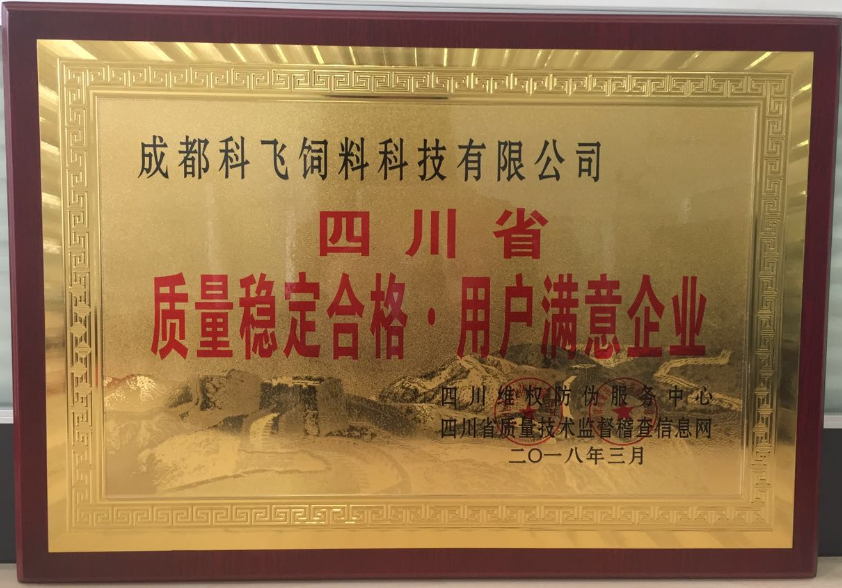 成都科飞饲料科技有限公司
四川省
质量稳定合格·用户满意企业
四川维权防伪服务中心
四川省质量技术监督稽查信息网
二〇一八年三月